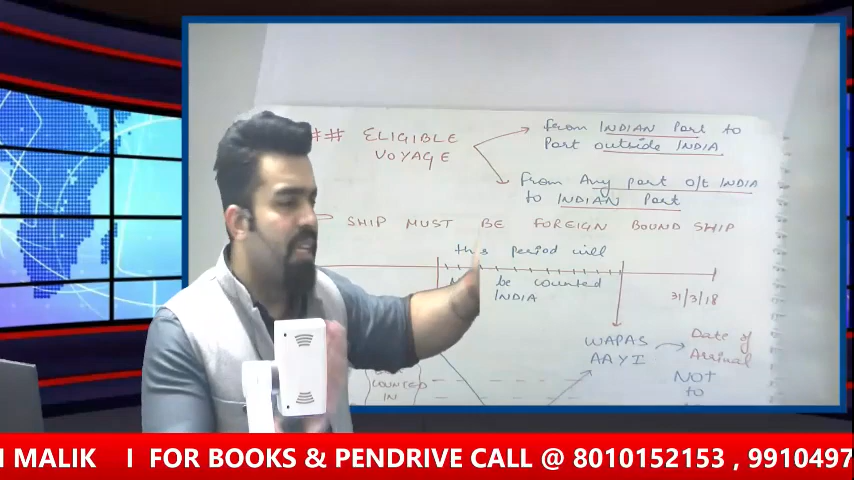 ## ELIGIBLE
VOYAGE
From INDIAN Port to
Port outside INDIA
From Any port o/t INDIA
to INDIAN Port
SHIP MUST BE FOREIGN BOUND SHIP
this period will
be counted
INDIA
31/3/18
WAPAS
AAYI
Date of
Arrival
NOT
to
COUNTED
IN
I MALIK I FOR BOOKS & PENDRIVE CALL @ 8010152153 , 9910497